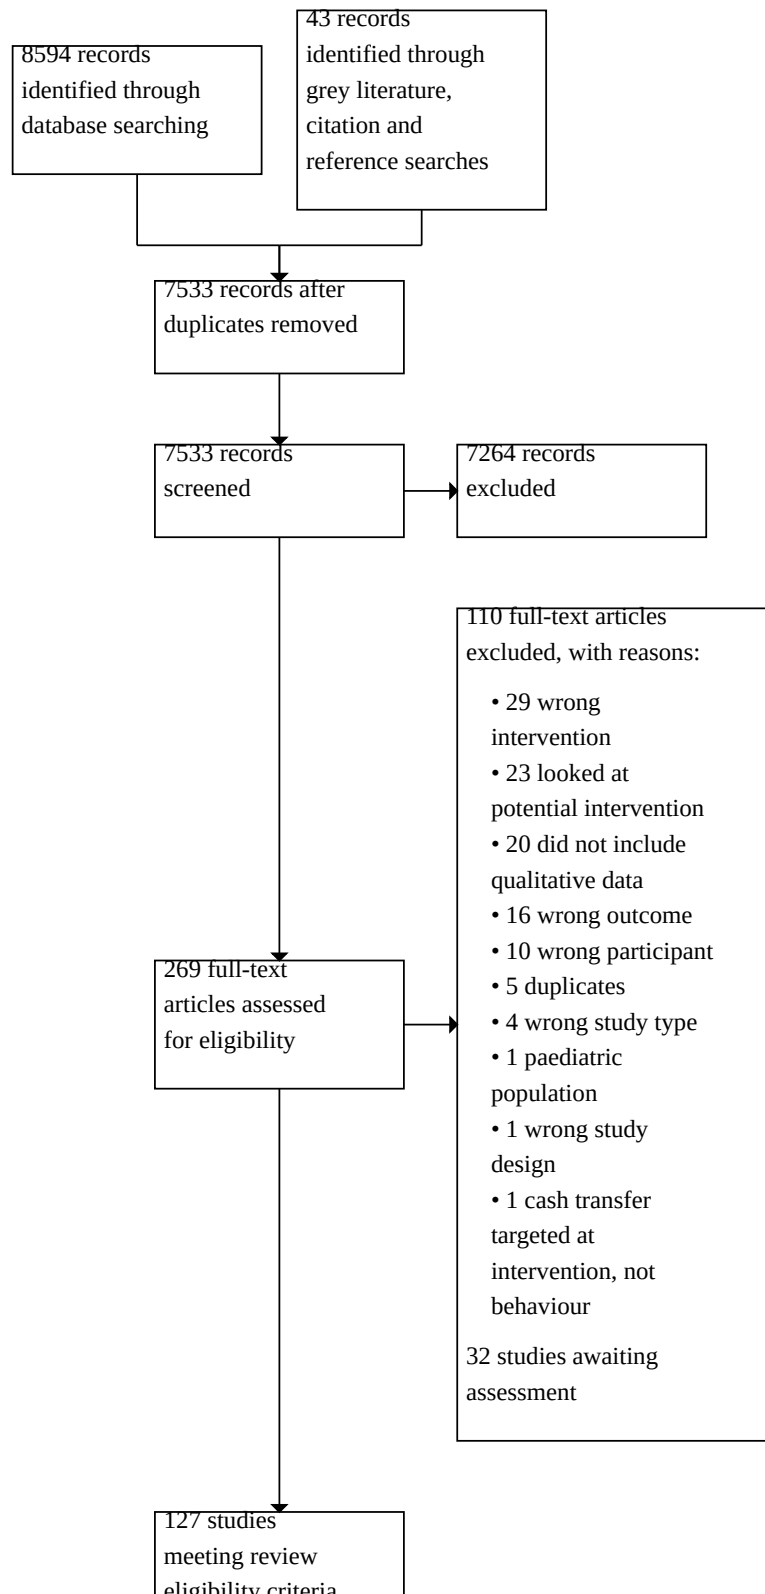 8594 records
identified through
database searching
43 records
identified through
grey literature,
citation and
reference searches
7533 records after
duplicates removed
7533 records
screened
7264 records
excluded
110 full-text articles
excluded, with reasons:
• 29 wrong
intervention
• 23 looked at
potential intervention
• 20 did not include
qualitative data
• 16 wrong outcome
• 10 wrong participant
• 5 duplicates
• 4 wrong study type
• 1 paediatric
population
• 1 wrong study
design
• 1 cash transfer
targeted at
intervention, not
behaviour
32 studies awaiting
assessment
269 full-text
articles assessed
for eligibility
127 studies
meeting review
eligibility criteria